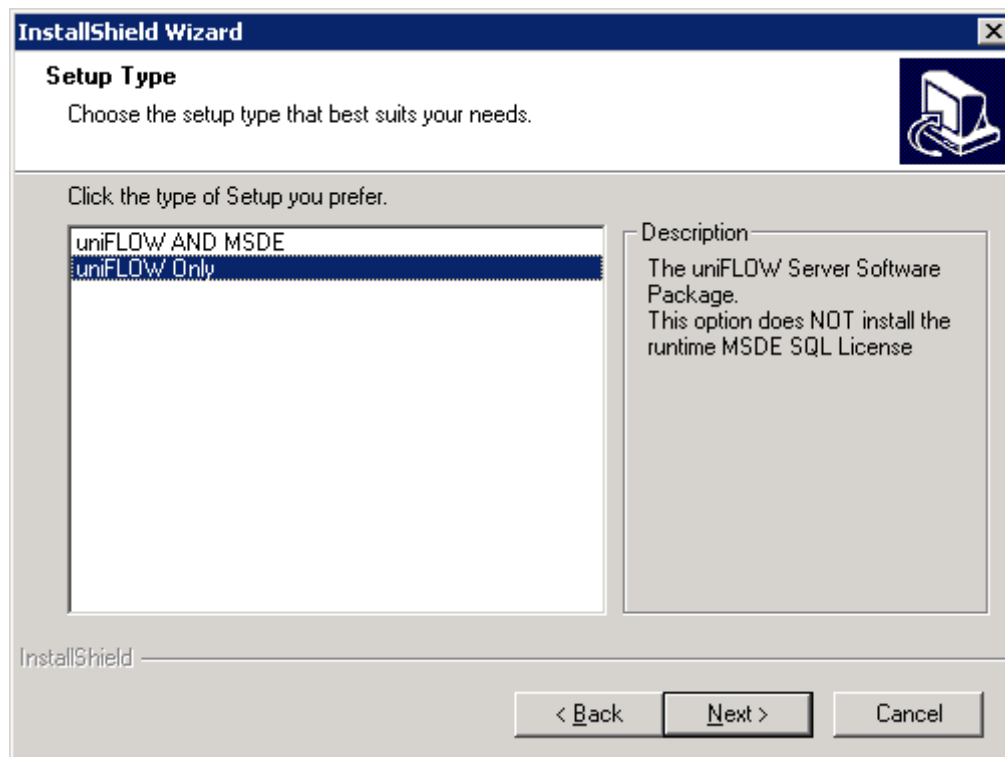 InstallShield Wizard
Setup Type
Choose the setup type that best suits your needs.
Click the type of Setup you prefer.
uniFLOW AND MSDE
uniFLOW Only
Description
The uniFLOW Server Software
Package.
This option does NOT install the
runtime MSDE SQL License
InstallShield
< Back
Next >
Cancel